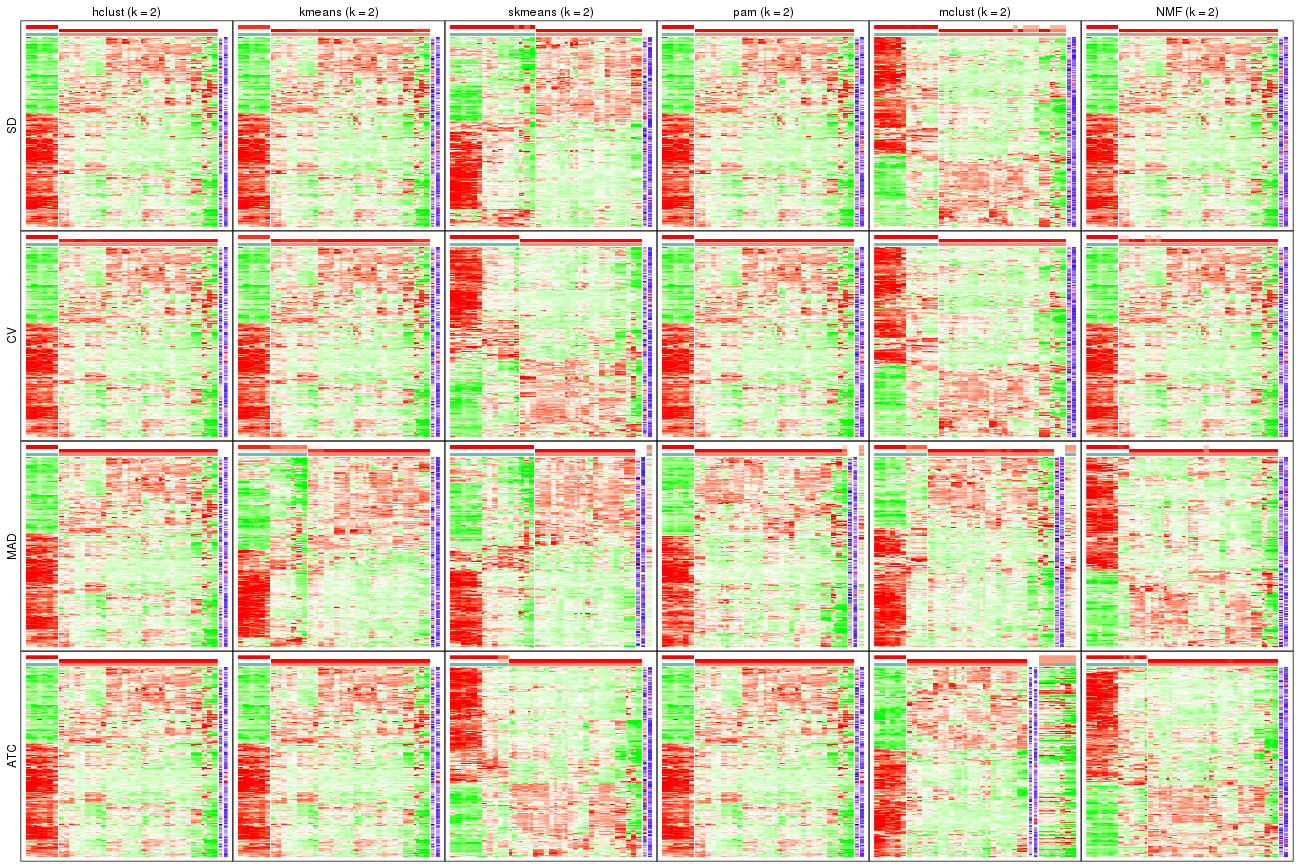 hclust (k = 2) kmeans (k = 2) skmeans (k = 2) pam (k = 2) mclust (k = 2) NMF (k = 2)
SD
CV
MAD
ATC